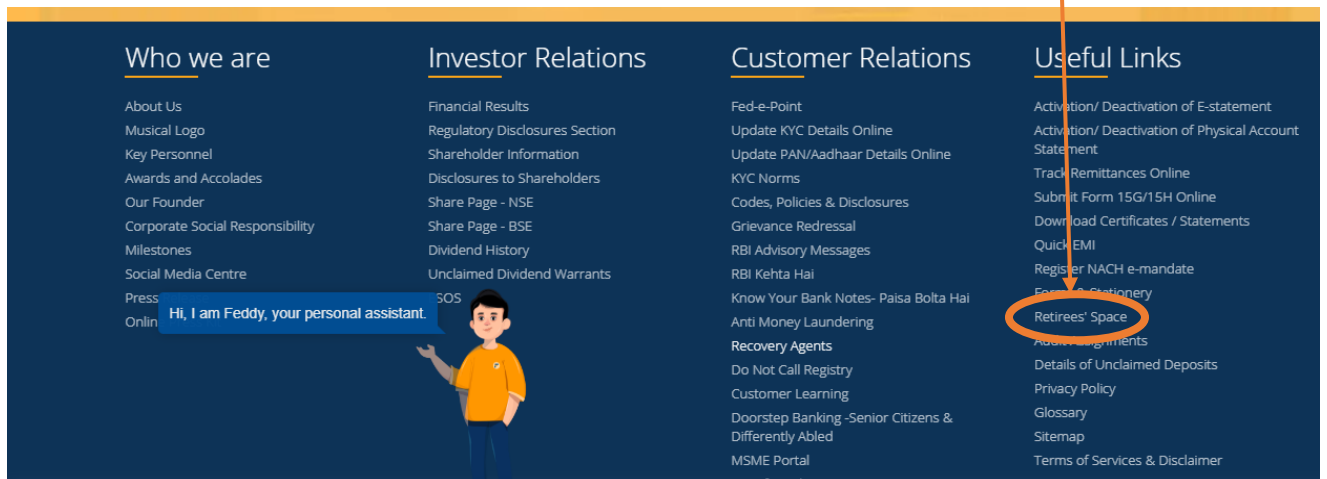 Who we are
About Us
Musical Logo
Key Personnel
Awards and Accolades
Our Founder
Corporate Social Responsibility
Milestones
Social Media Centre
Press
Onlin
Hi, I am Feddy, your personal assistant.
Investor Relations
Financial Results
Regulatory Disclosures Section
Shareholder Information
Disclosures to Shareholders
Share Page - NSE
Share Page - BSE
Dividend History
Unclaimed Dividend Warrants
SOS
Customer Relations
Fed-e-Point
Update KYC Details Online
Update PAN/Aadhaar Details Online
KYC Norms
Codes, Policies & Disclosures
Grievance Redressal
RBI Advisory Messages
RBI Kehta Hai
Know Your Bank Notes- Paisa Bolta Hai
Anti Money Laundering
Recovery Agents
Do Not Call Registry
Customer Learning
Doorstep Banking -Senior Citizens &
Differently Abled
MSME Portal
Useful Links
Activation/ Deactivation of E-statement
Activation/ Deactivation of Physical Account
Statement
Track Remittances Online
Submit Form 15G/15H Online
Download Certificates / Statements
Quick EMI
Register NACH e-mandate
Forms & Stationery
Retirees' Space
Audit Assignments
Details of Unclaimed Deposits
Privacy Policy
Glossary
Sitemap
Terms of Services & Disclaimer